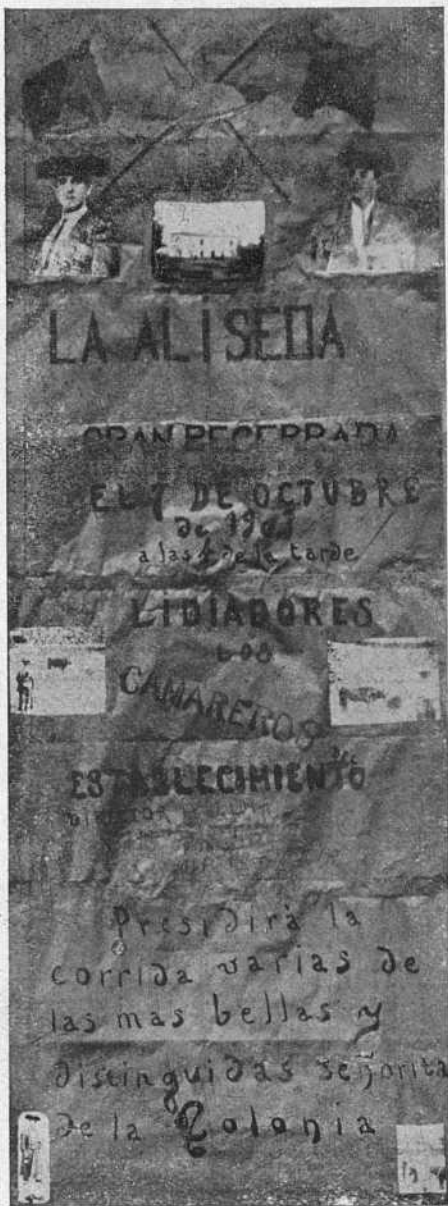 LA ALISEDA
GRAN BECERRADA
EL 7 DE OCTUBRE
de
a las 4 de la tarde
LIDIADORES
LOS
CAMAREROS
del
ESTABLECIMIENTO
Presidirá la
corrida varias de
las mas bellas y
distinguidas señorita
de la Colonia